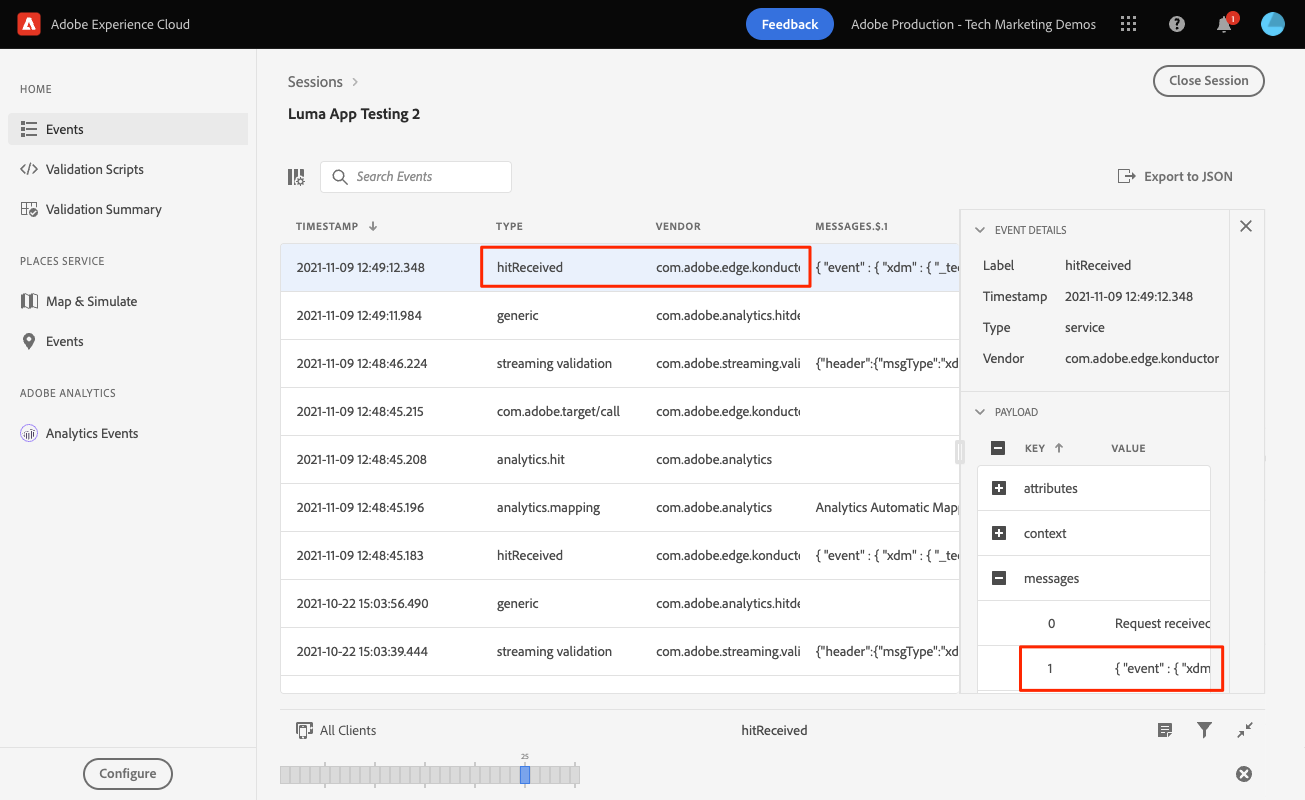 Adobe Experience Cloud
Feedback
Adobe Production - Tech Marketing Demos
1
HOME
Events
Validation Scripts
Validation Summary
PLACES SERVICE
Map & Simulate
Events
ADOBE ANALYTICS
Analytics Events
Configure
Sessions
Luma App Testing 2
Close Session
Search Events
Export to JSON
TIMESTAMP TYPE VENDOR MESSAGES.$.1
2021-11-09 12:49:12.348 hitReceived com.adobe.edge.konducto { "event" : { "xdm" : { "_tec
2021-11-09 12:49:11.984 generic com.adobe.analytics.hitde
2021-11-09 12:48:46.224 streaming validation com.adobe.streaming.vali {"header":{"msgType":"xd
2021-11-09 12:48:45.215 com.adobe.target/call com.adobe.edge.konducto
2021-11-09 12:48:45.208 analytics.hit com.adobe.analytics
2021-11-09 12:48:45.196 analytics.mapping com.adobe.analytics Analytics Automatic Mapp
2021-11-09 12:48:45.183 hitReceived com.adobe.edge.konducto { "event" : { "xdm" : { "_tec
2021-10-22 15:03:56.490 generic com.adobe.analytics.hitde
2021-10-22 15:03:39.444 streaming validation com.adobe.streaming.vali {"header":{"msgType":"xd
EVENT DETAILS
Label hitReceived
Timestamp 2021-11-09 12:49:12.348
Type service
Vendor com.adobe.edge.konductor
PAYLOAD
KEY VALUE
attributes
context
messages
0 Request received
1 { "event" : { "xdm
All Clients
hitReceived
25